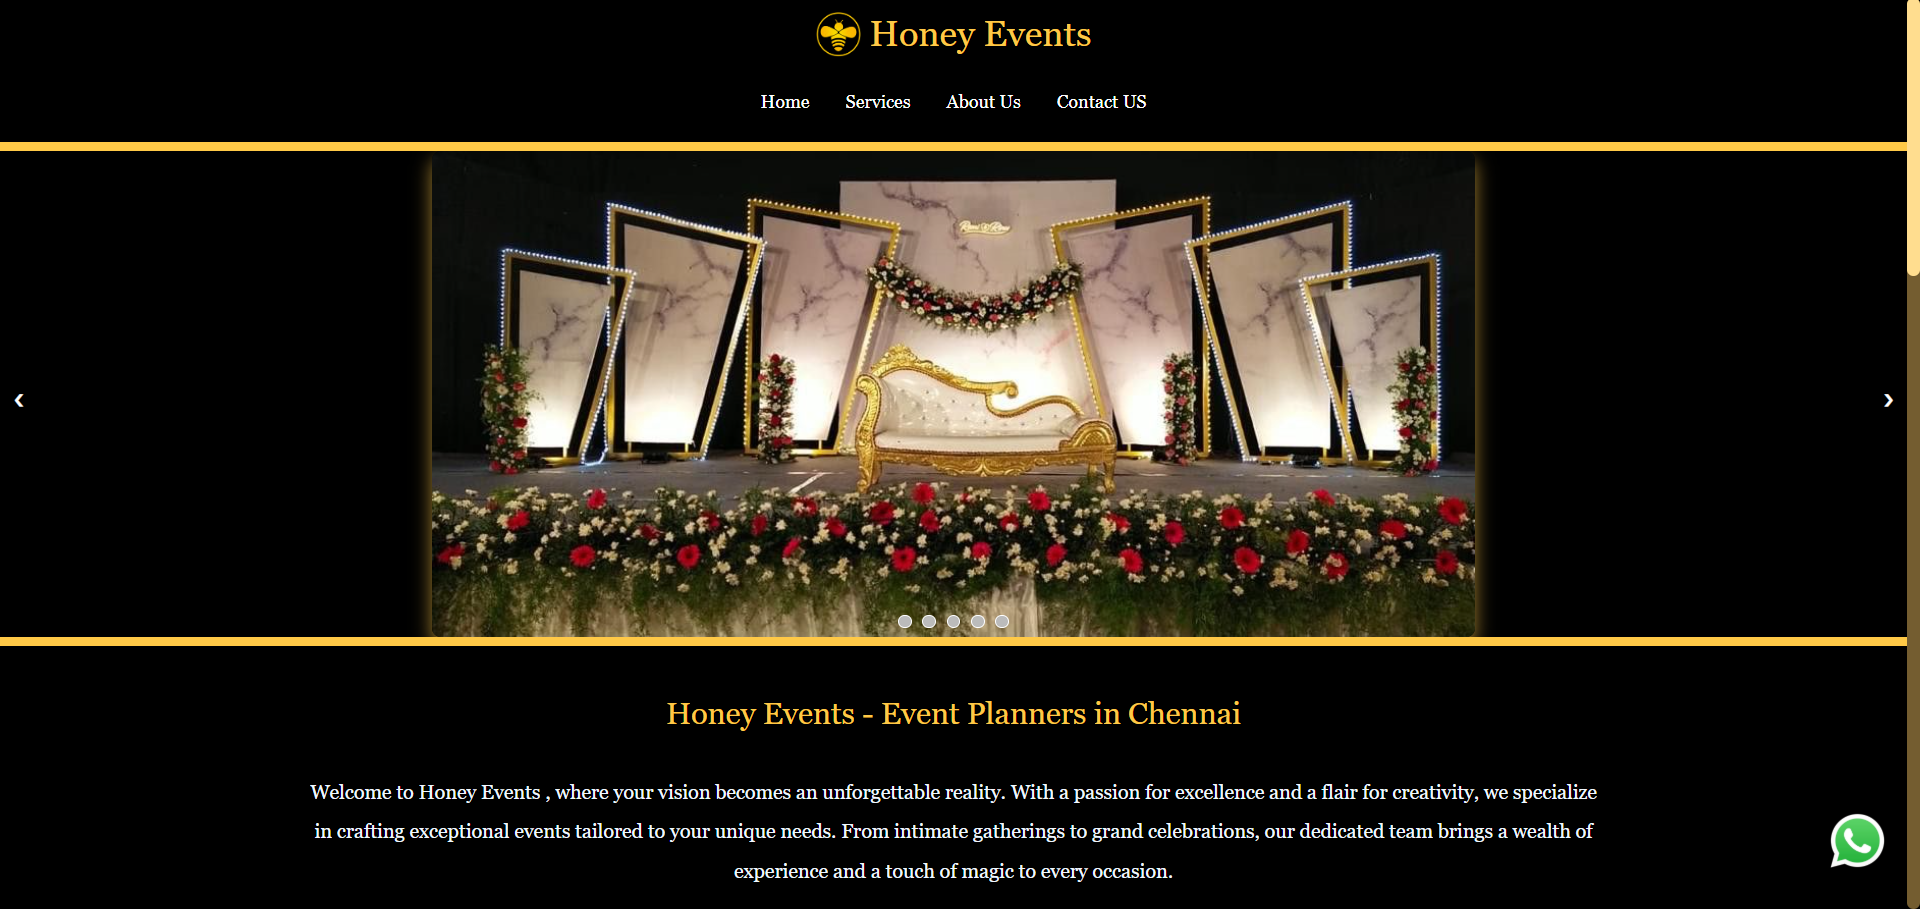 Honey Events
Home Services About Us Contact US
Honey Events - Event Planners in Chennai
Welcome to Honey Events , where your vision becomes an unforgettable reality. With a passion for excellence and a flair for creativity, we specialize
in crafting exceptional events tailored to your unique needs. From intimate gatherings to grand celebrations, our dedicated team brings a wealth of
experience and a touch of magic to every occasion.